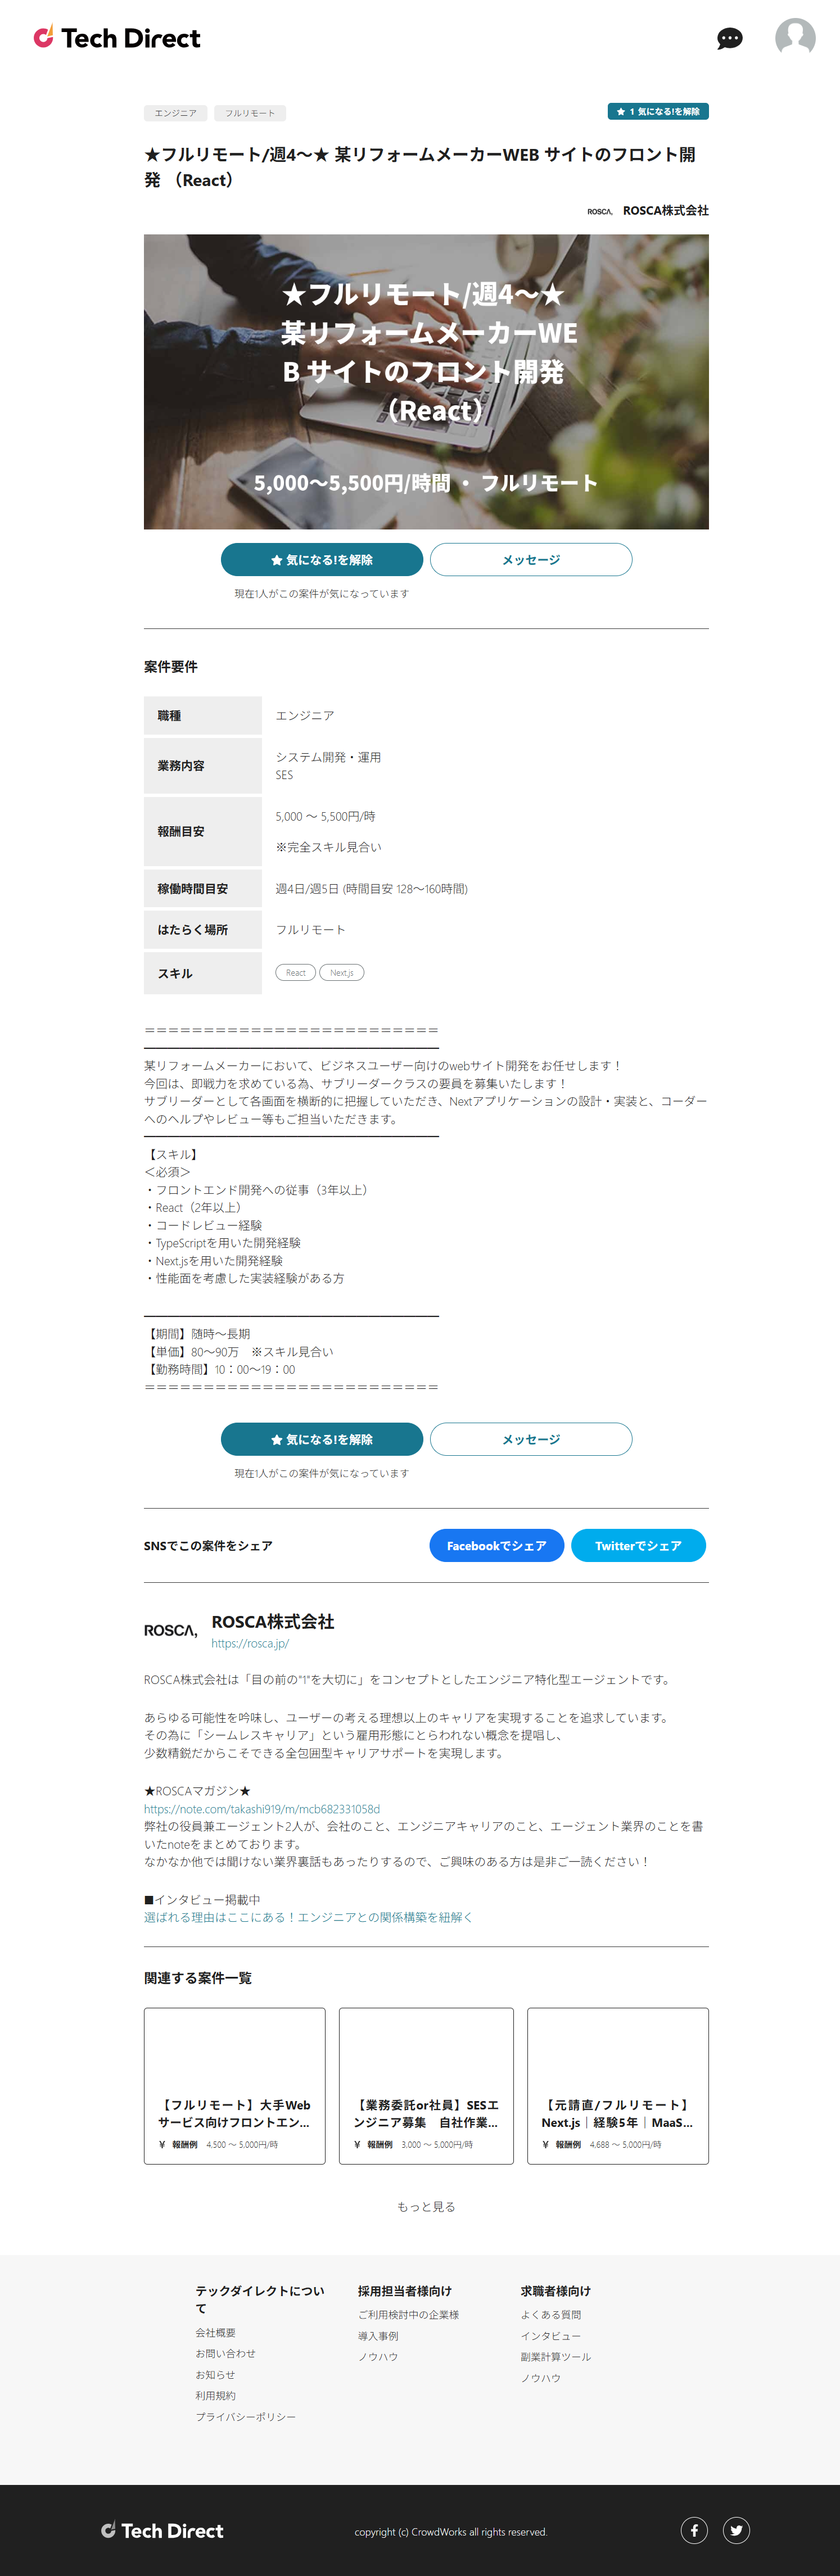 Tech Direct
エンジニア フルリモート
★ 1 気になる!を解除
★フルリモート/週4～★ 某リフォームメーカーWEB サイトのフロント開
発 （React）
ROSCA, ROSCA株式会社
★フルリモート/週4～★
某リフォームメーカーWE
B サイトのフロント開発
（React）
5,000～5,500円/時間 ・ フルリモート
★ 気になる!を解除 メッセージ
現在1人がこの案件が気になっています
案件要件
職種 エンジニア
業務内容 システム開発・運用
SES
報酬目安 5,000 〜 5,500円/時
※完全スキル見合い
稼働時間目安 週4日/週5日 (時間目安 128〜160時間)
はたらく場所 フルリモート
スキル React Next.js
＝＝＝＝＝＝＝＝＝＝＝＝＝＝＝＝＝＝＝＝＝＝＝＝＝
━━━━━━━━━━━━━━━━━━━━━━━━━
某リフォームメーカーにおいて、ビジネスユーザー向けのwebサイト開発をお任せします！
今回は、即戦力を求めている為、サブリーダークラスの要員を募集いたします！
サブリーダーとして各画面を横断的に把握していただき、Nextアプリケーションの設計・実装と、コーダー
へのヘルプやレビュー等もご担当いただきます。
━━━━━━━━━━━━━━━━━━━━━━━━━
【スキル】
＜必須＞
・フロントエンド開発への従事（3年以上）
・React（2年以上）
・コードレビュー経験
・TypeScriptを用いた開発経験
・Next.jsを用いた開発経験
・性能面を考慮した実装経験がある方
━━━━━━━━━━━━━━━━━━━━━━━━━
【期間】随時～長期
【単価】80～90万　※スキル見合い
【勤務時間】10：00～19：00
＝＝＝＝＝＝＝＝＝＝＝＝＝＝＝＝＝＝＝＝＝＝＝＝＝
★ 気になる!を解除 メッセージ
現在1人がこの案件が気になっています
SNSでこの案件をシェア Facebookでシェア Twitterでシェア
ROSCA, ROSCA株式会社
https://rosca.jp/
ROSCA株式会社は「目の前の"1"を大切に」をコンセプトとしたエンジニア特化型エージェントです。
あらゆる可能性を吟味し、ユーザーの考える理想以上のキャリアを実現することを追求しています。
その為に「シームレスキャリア」という雇用形態にとらわれない概念を提唱し、
少数精鋭だからこそできる全包囲型キャリアサポートを実現します。
★ROSCAマガジン★
https://note.com/takashi919/m/mcb682331058d
弊社の役員兼エージェント2人が、会社のこと、エンジニアキャリアのこと、エージェント業界のことを書
いたnoteをまとめております。
なかなか他では聞けない業界裏話もあったりするので、ご興味のある方は是非ご一読ください！
■インタビュー掲載中
選ばれる理由はここにある！エンジニアとの関係構築を紐解く
関連する案件一覧
【フルリモート】大手Web
サービス向けフロントエン...
¥ 報酬例 4,500 〜 5,000円/時
【業務委託or社員】SESエ
ンジニア募集　自社作業...
¥ 報酬例 3,000 〜 5,000円/時
【元請直/フルリモート】
Next.js｜経験5年｜MaaS...
¥ 報酬例 4,688 〜 5,000円/時
もっと見る
テックダイレクトについ
て
会社概要
お問い合わせ
お知らせ
利用規約
プライバシーポリシー
採用担当者様向け
ご利用検討中の企業様
導入事例
ノウハウ
求職者様向け
よくある質問
インタビュー
副業計算ツール
ノウハウ
Tech Direct
copyright (c) CrowdWorks all rights reserved.